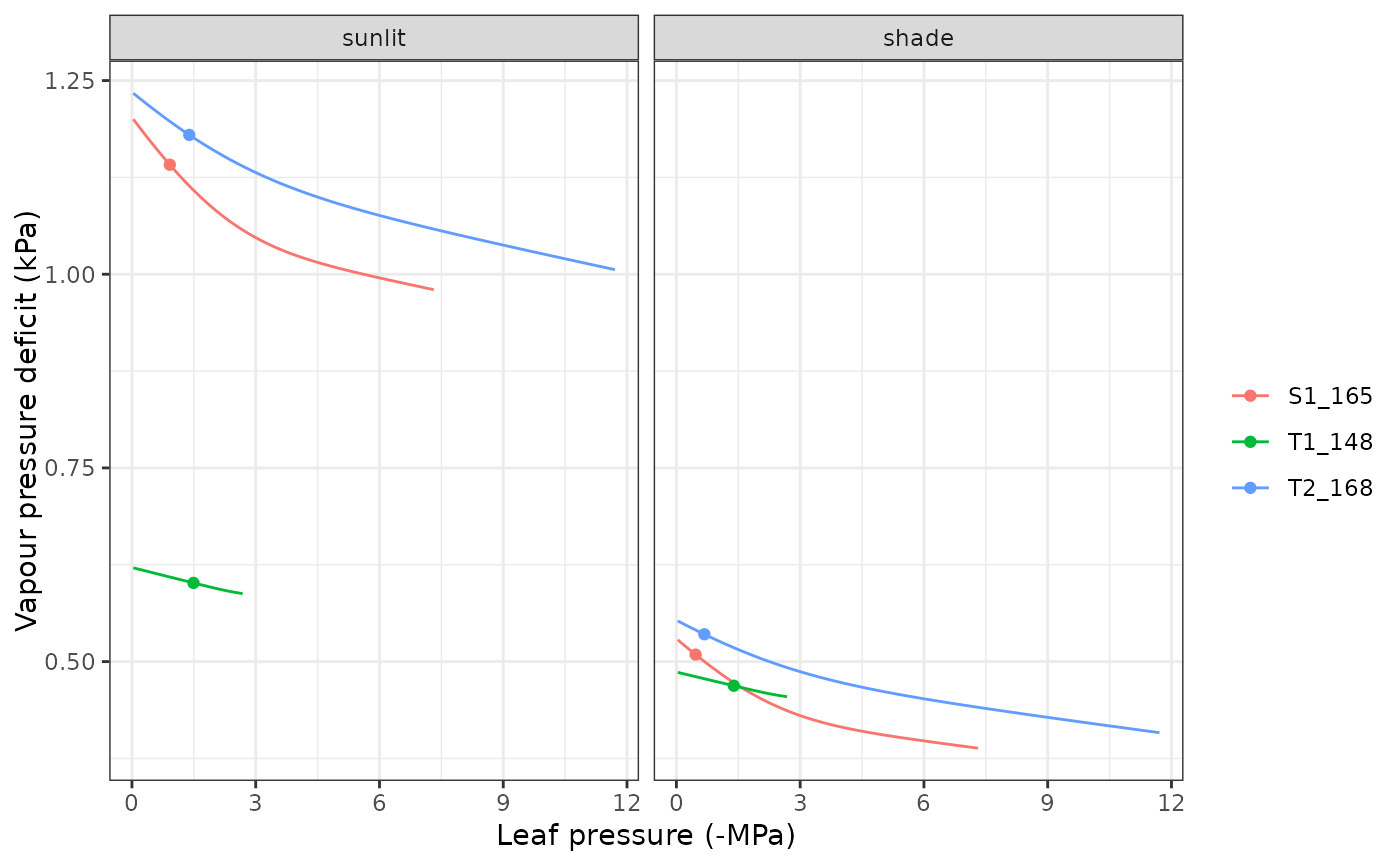 sunlit
shade
Vapour pressure deficit (kPa)
1.25
1.00
0.75
0.50
0
3
6
9
12
0
3
6
9
12
Leaf pressure (-MPa)
S1_165
T1_148
T2_168